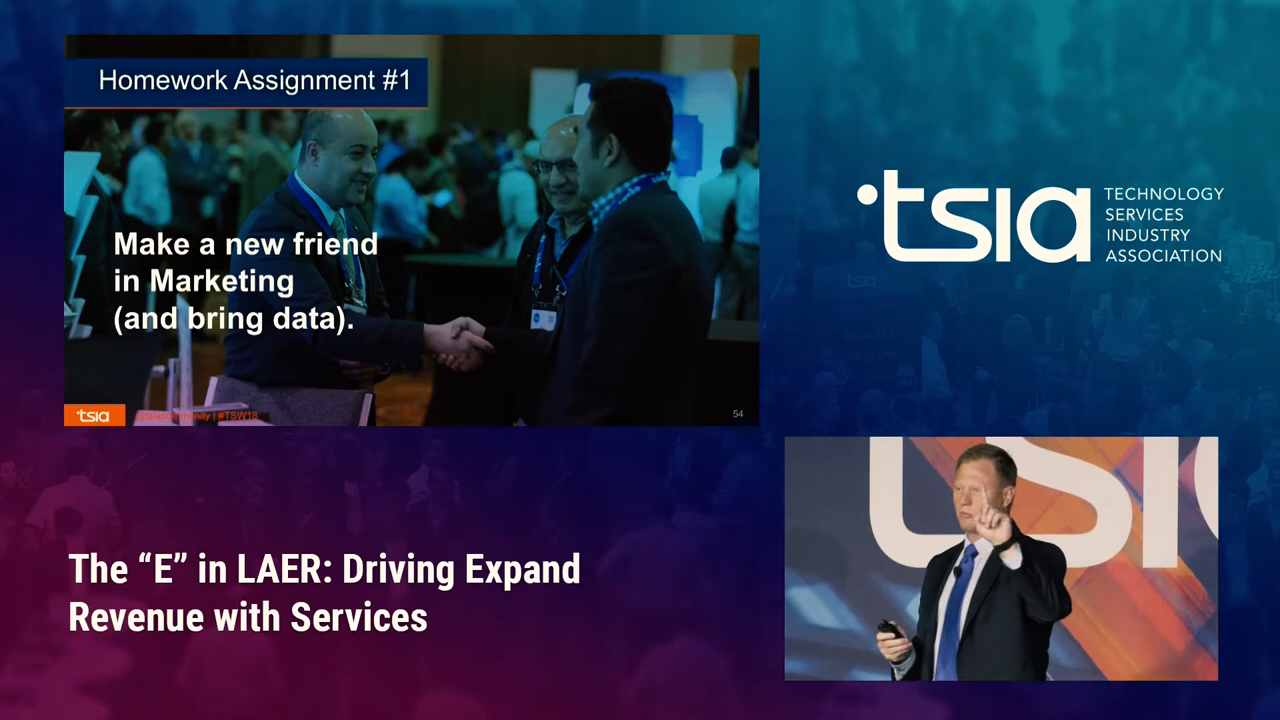 Homework Assignment #1
Make a new friend
in Marketing
(and bring data).
tsia
#TSW18
54
tsia
TECHNOLOGY
SERVICES
INDUSTRY
ASSOCIATION
The “E” in LAER: Driving Expand
Revenue with Services